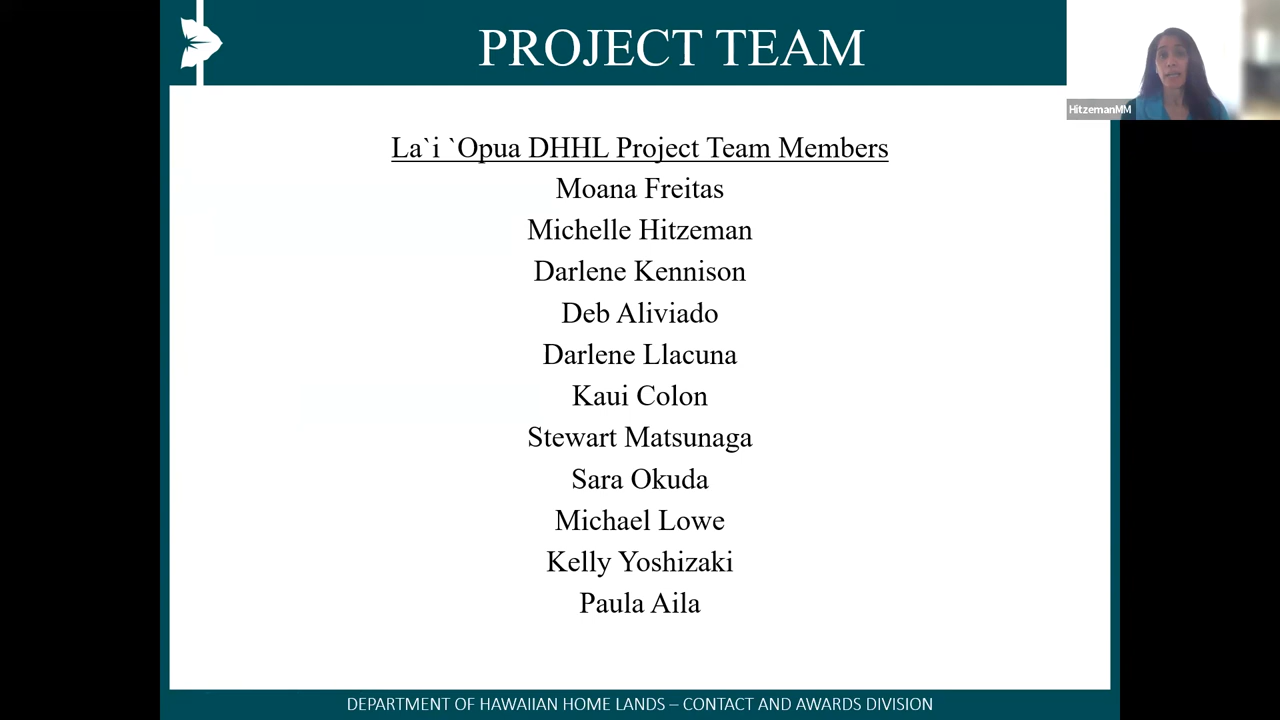 PROJECT TEAM
HitzemanMM
La`i `Opua DHHL Project Team Members
Moana Freitas
Michelle Hitzeman
Darlene Kennison
Deb Aliviado
Darlene Llacuna
Kaui Colon
Stewart Matsunaga
Sara Okuda
Michael Lowe
Kelly Yoshizaki
Paula Aila
DEPARTMENT OF HAWAIIAN HOME LANDS – CONTACT AND AWARDS DIVISION